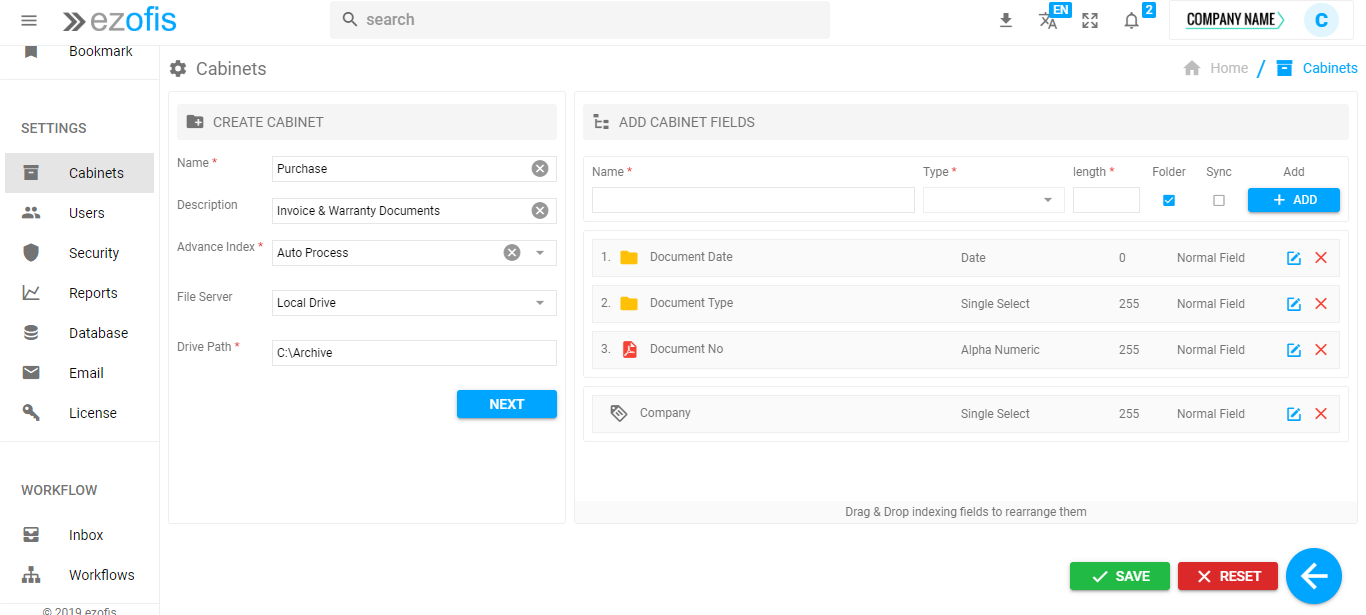 ezofis
search
EN
2
COMPANY NAME
C
Bookmark
SETTINGS
Cabinets
Users
Security
Reports
Database
Email
License
WORKFLOW
Inbox
Workflows
© 2019 ezofis
Cabinets
Home / Cabinets
CREATE CABINET
Name *
Purchase
Description
Invoice & Warranty Documents
Advance Index *
Auto Process
File Server
Local Drive
Drive Path *
C:\Archive
NEXT
ADD CABINET FIELDS
Name * Type * length * Folder Sync Add
+ ADD
1. Document Date Date 0 Normal Field
2. Document Type Single Select 255 Normal Field
3. Document No Alpha Numeric 255 Normal Field
Company Single Select 255 Normal Field
Drag & Drop indexing fields to rearrange them
SAVE
RESET